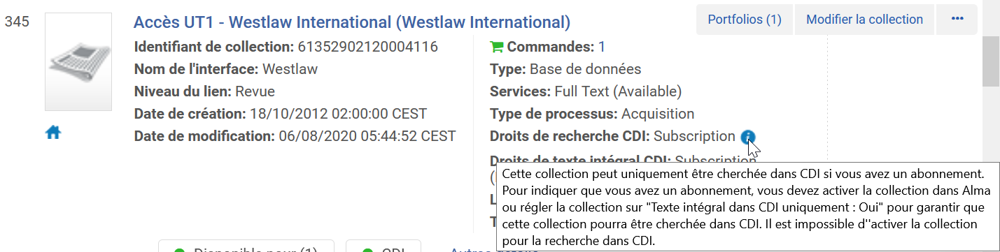 345
Accès UT1 - Westlaw International (Westlaw International)
Portfolios (1)
Modifier la collection
Identifiant de collection: 61352902120004116
Nom de l'interface: Westlaw
Niveau du lien: Revue
Date de création: 18/10/2012 02:00:00 CEST
Date de modification: 06/08/2020 05:44:52 CEST
Commandes: 1
Type: Base de données
Services: Full Text (Available)
Type de processus: Acquisition
Droits de recherche CDI: Subscription
Droits de texte intégral CDI: Subscription
Cette collection peut uniquement être cherchée dans CDI si vous avez un abonnement.
Pour indiquer que vous avez un abonnement, vous devez activer la collection dans Alma
ou régler la collection sur "Texte intégral dans CDI uniquement : Oui" pour garantir que
cette collection pourra être cherchée dans CDI. Il est impossible d''activer la collection
pour la recherche dans CDI.
Disponible pour (1)
CDI
Autres détails